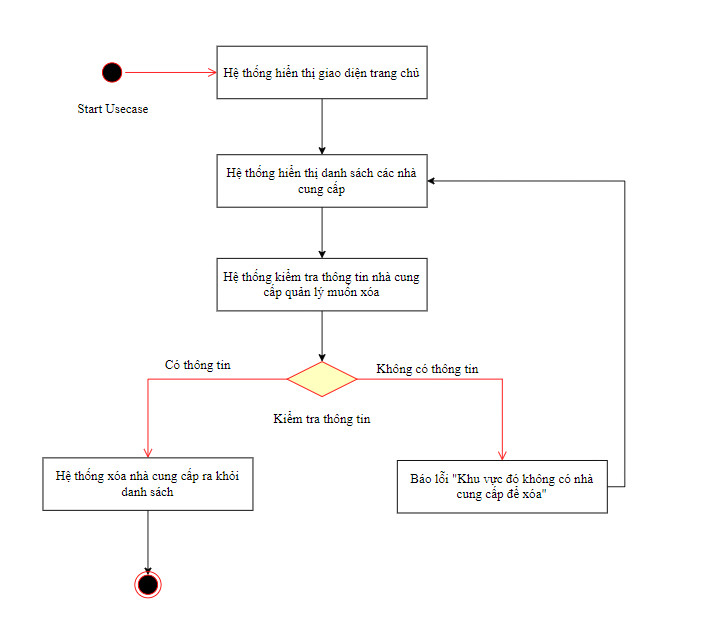 Hệ thống hiển thị giao diện trang chủ
Start Usecase
Hệ thống hiển thị danh sách các nhà
cung cấp
Hệ thống kiểm tra thông tin nhà cung
cấp quản lý muốn xóa
Có thông tin
Không có thông tin
Kiểm tra thông tin
Hệ thống xóa nhà cung cấp ra khỏi
danh sách
Báo lỗi "Khu vực đó không có nhà
cung cấp để xóa"